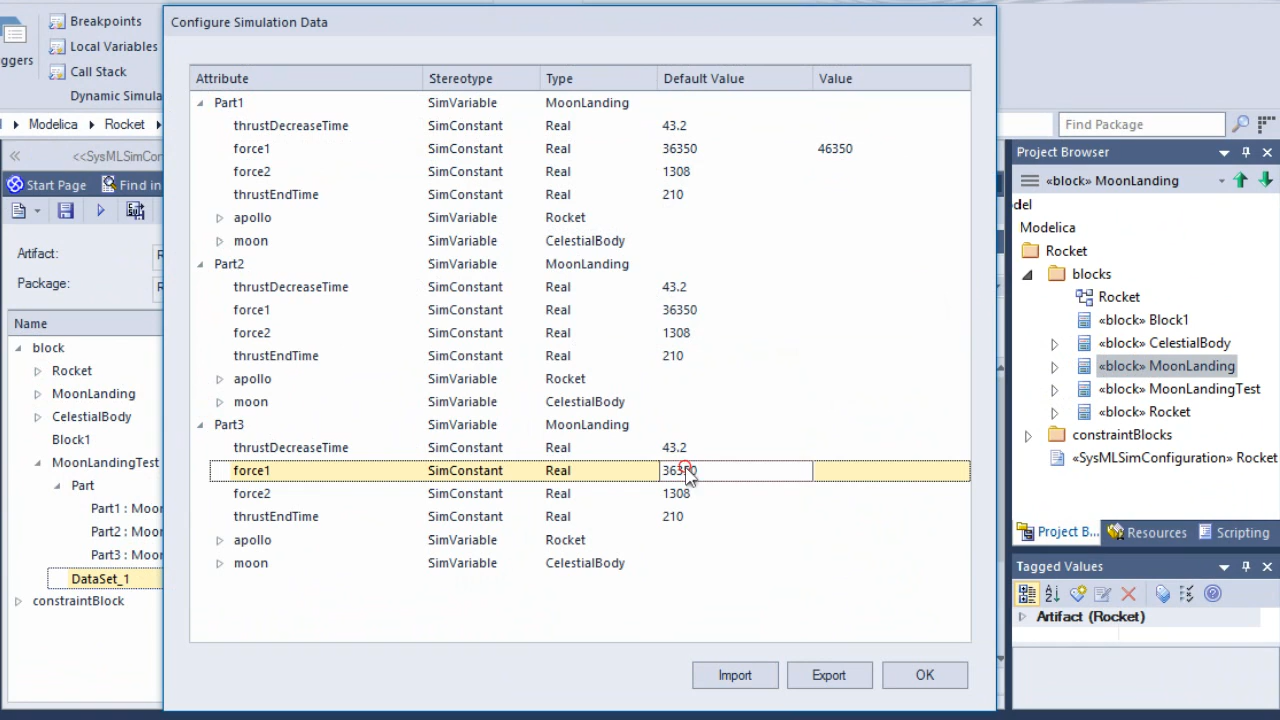 Configure Simulation Data
Breakpoints
Local Variables
Call Stack
Dynamic Simula
ggers
Modelica Rocket
Find Package
<<SysMLSimCon
Start Page Find in
Artifact:
Package:
Name
block
Rocket
MoonLanding
CelestialBody
Block1
MoonLandingTest
Part
Part1 : Moor
Part2 : Moor
Part3 : Moor
DataSet_1
constraintBlock
Attribute Stereotype Type Default Value Value
Part1 SimVariable MoonLanding
thrustDecreaseTime SimConstant Real 43.2
force1 SimConstant Real 36350 46350
force2 SimConstant Real 1308
thrustEndTime SimConstant Real 210
apollo SimVariable Rocket
moon SimVariable CelestialBody
Part2 SimVariable MoonLanding
thrustDecreaseTime SimConstant Real 43.2
force1 SimConstant Real 36350
force2 SimConstant Real 1308
thrustEndTime SimConstant Real 210
apollo SimVariable Rocket
moon SimVariable CelestialBody
Part3 SimVariable MoonLanding
thrustDecreaseTime SimConstant Real 43.2
force1 SimConstant Real 36350
force2 SimConstant Real 1308
thrustEndTime SimConstant Real 210
apollo SimVariable Rocket
moon SimVariable CelestialBody
Import Export OK
Project Browser
«block» MoonLanding
del
Modelica
Rocket
blocks
Rocket
«block» Block1
«block» CelestialBody
«block» MoonLanding
«block» MoonLandingTest
«block» Rocket
constraintBlocks
«SysMLSimConfiguration» Rocket
Project B... Resources Scripting
Tagged Values
Artifact (Rocket)